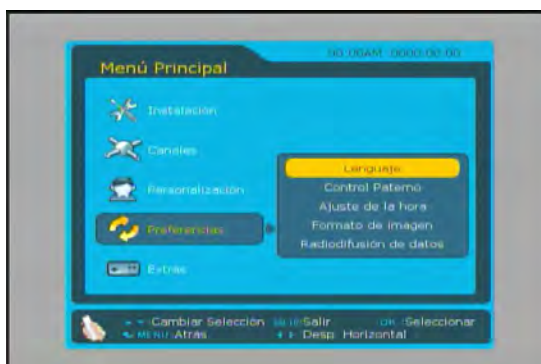 00:00AM 0000:00:00
Menú Principal
Instalación
Canales
Personalización
Preferencias
Extras
Lenguaje
Control Paterno
Ajuste de la hora
Formato de imagen
Radiodifusión de datos
:Cambiar Selección :Salir OK :Seleccionar
MENU :Atrás :Desp. Horizontal